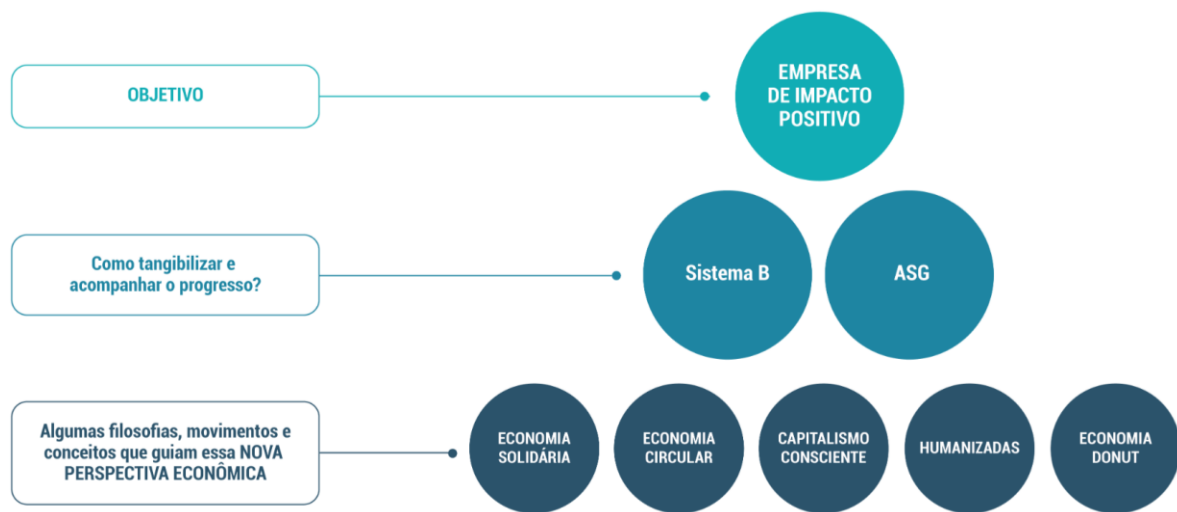 OBJETIVO
EMPRESA
DE IMPACTO
POSITIVO
Como tangibilizar e
acompanhar o progresso?
Sistema B
ASG
Algumas filosofias, movimentos e
conceitos que guiam essa NOVA
PERSPECTIVA ECONÔMICA
ECONOMIA
SOLIDÁRIA
ECONOMIA
CIRCULAR
CAPITALISMO
CONSCIENTE
HUMANIZADAS
ECONOMIA
DONUT